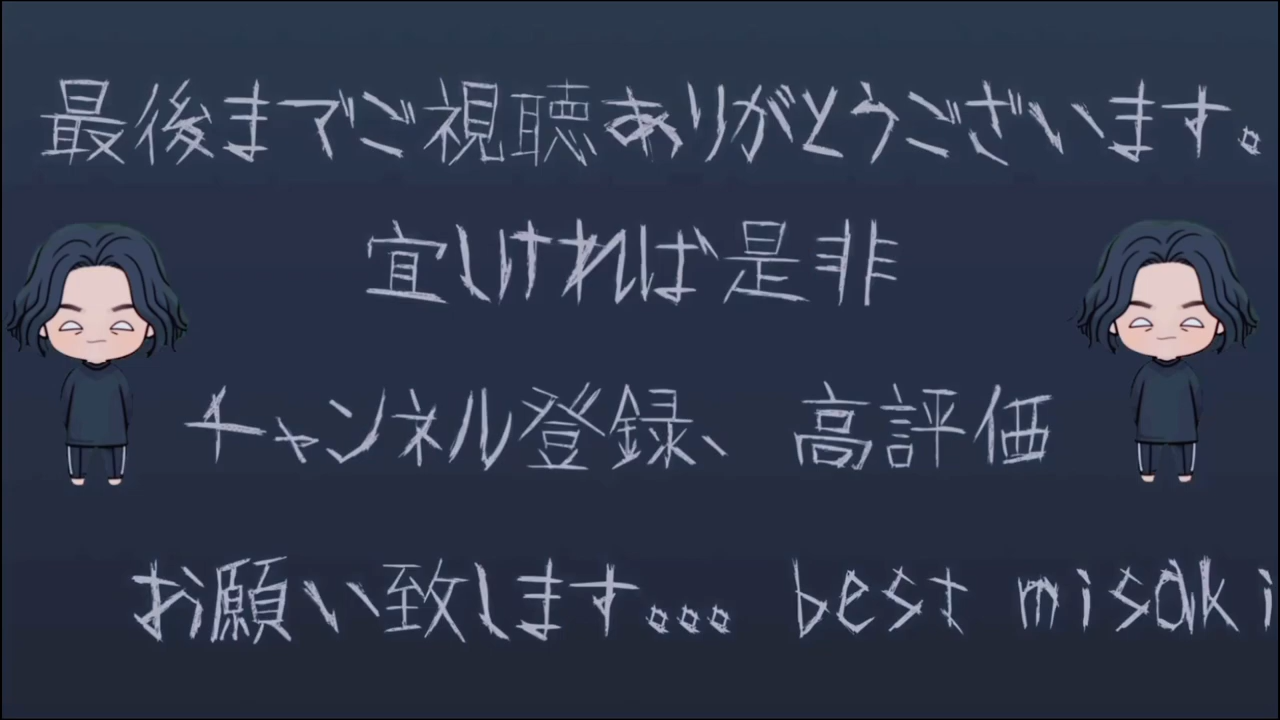 最後までご視聴ありがとうございます。
宜しければ是非
チャンネル登録、 高評価
お願い致します。。。 best misaki